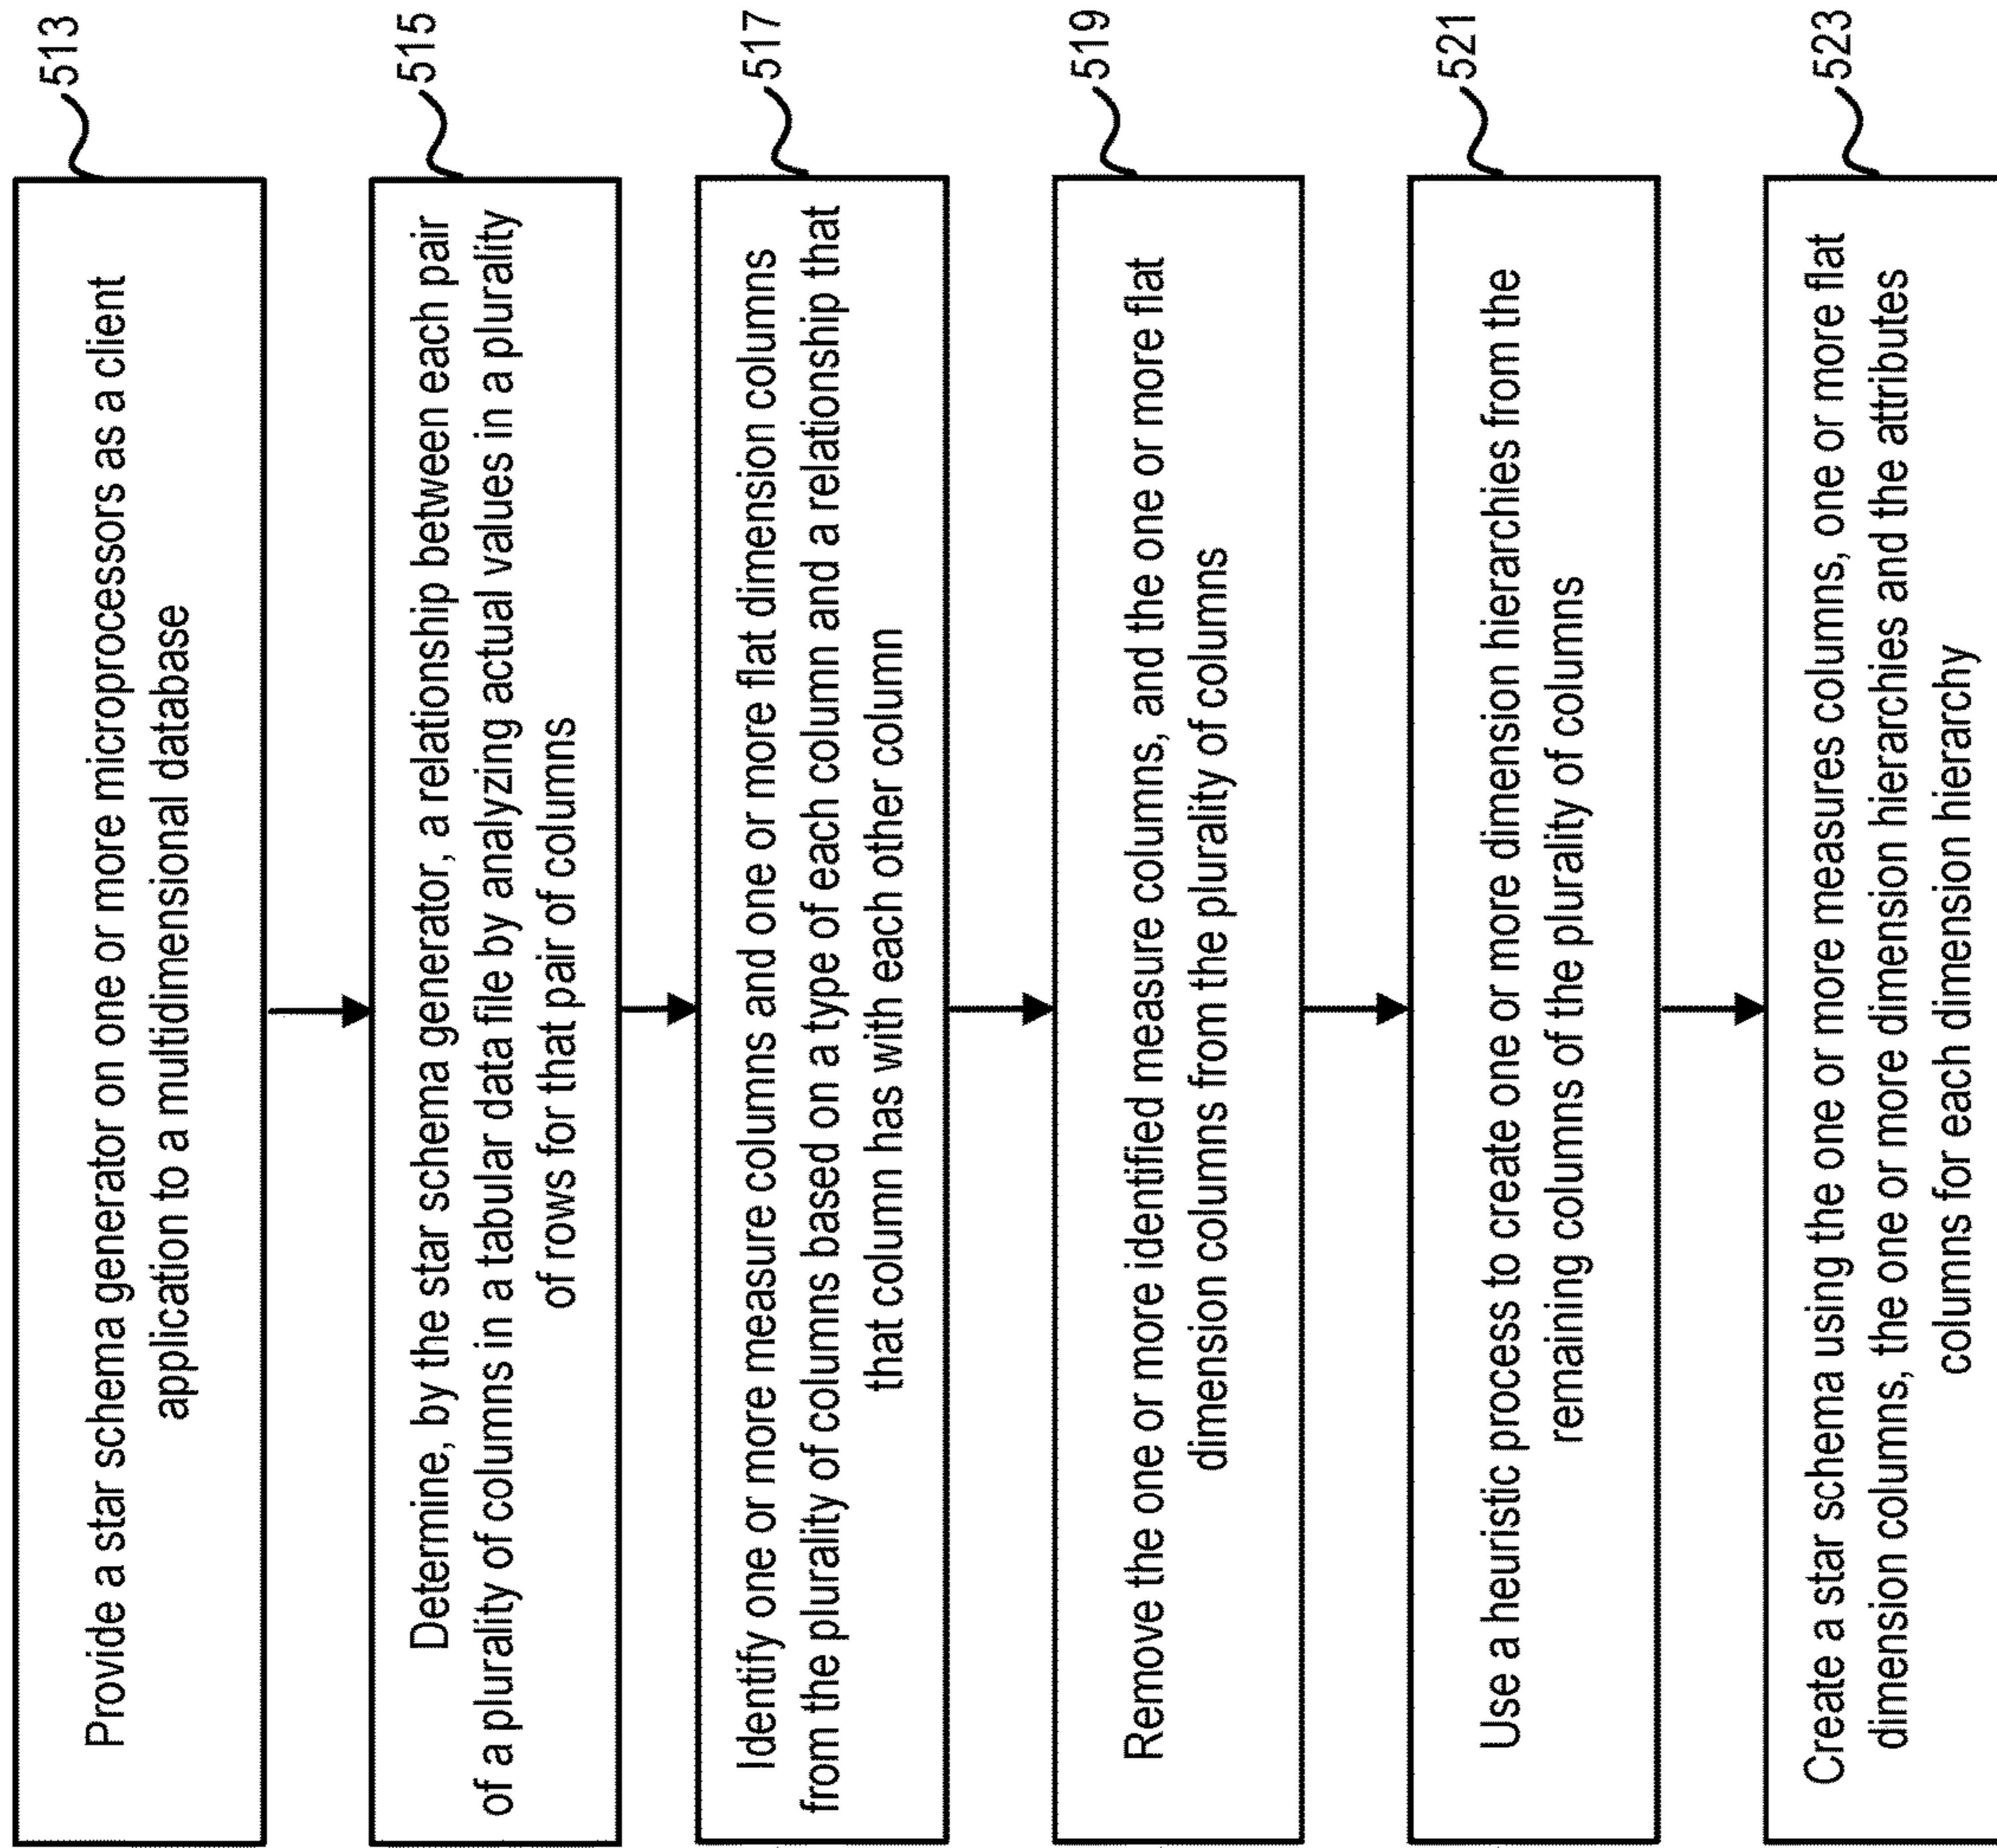 Provide a star schema generator on one or more microprocessors as a client
application to a multidimensional database
513
Determine, by the star schema generator, a relationship between each pair
of a plurality of columns in a tabular data file by analyzing actual values in a plurality
of rows for that pair of columns
515
Identify one or more measure columns and one or more flat dimension columns
from the plurality of columns based on a type of each column and a relationship that
that column has with each other column
517
Remove the one or more identified measure columns, and the one or more flat
dimension columns from the plurality of columns
519
Use a heuristic process to create one or more dimension hierarchies from the
remaining columns of the plurality of columns
521
Create a star schema using the one or more measures columns, one or more flat
dimension columns, the one or more dimension hierarchies and the attributes
columns for each dimension hierarchy
523